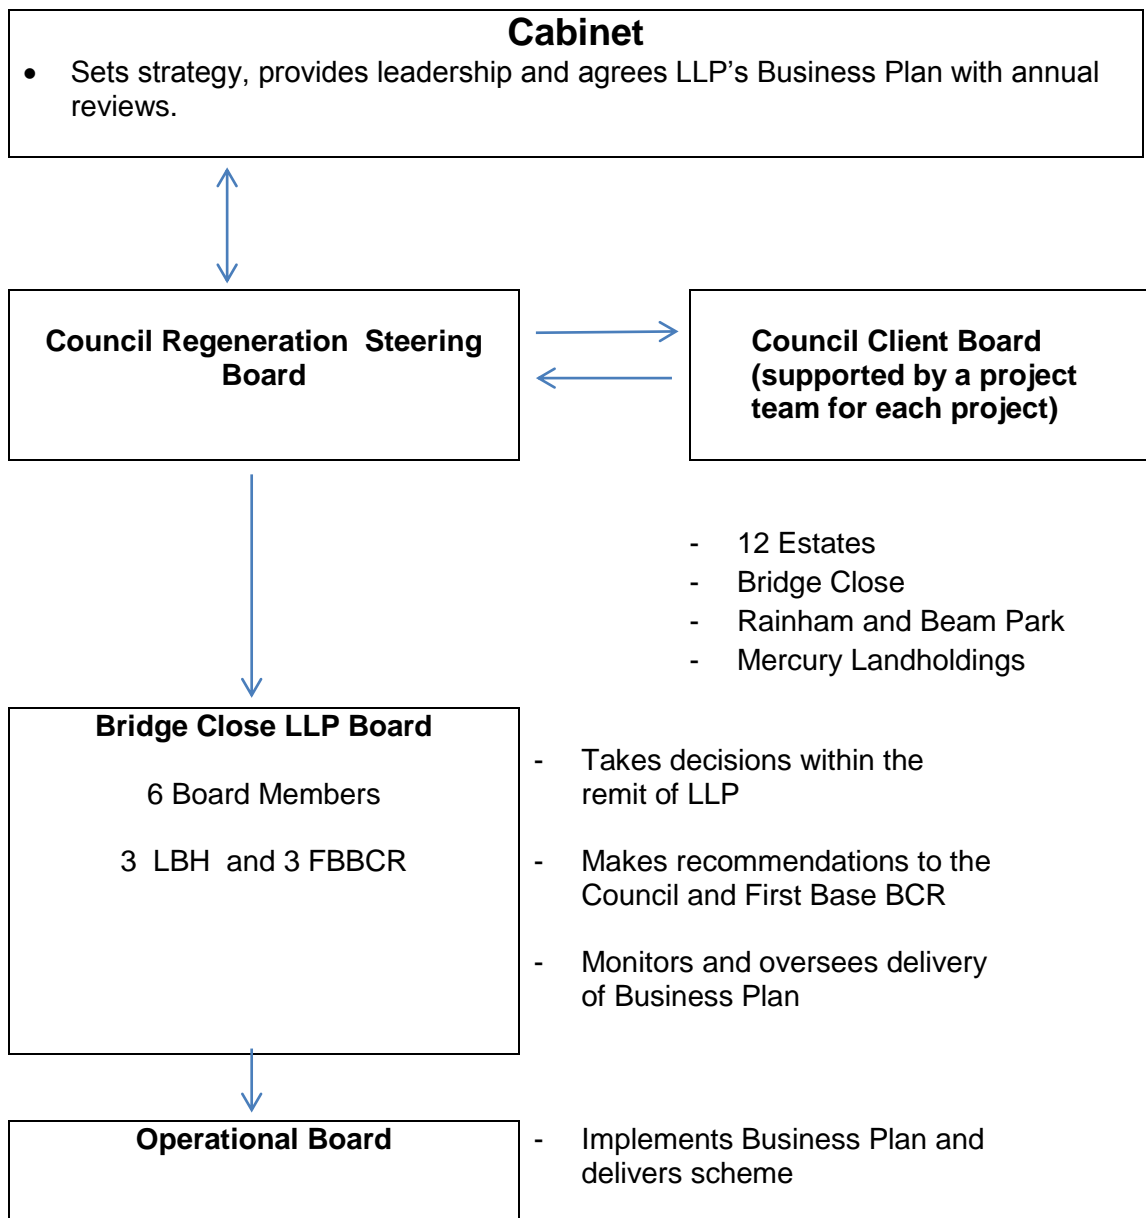 Cabinet
• Sets strategy, provides leadership and agrees LLP's Business Plan with annual
reviews.
Council Regeneration Steering
Board
Council Client Board
(supported by a project
team for each project)
- 12 Estates
- Bridge Close
- Rainham and Beam Park
- Mercury Landholdings
Bridge Close LLP Board
6 Board Members
3 LBH and 3 FBBCR
- Takes decisions within the
remit of LLP
- Makes recommendations to the
Council and First Base BCR
- Monitors and oversees delivery
of Business Plan
Operational Board
- Implements Business Plan and
delivers scheme